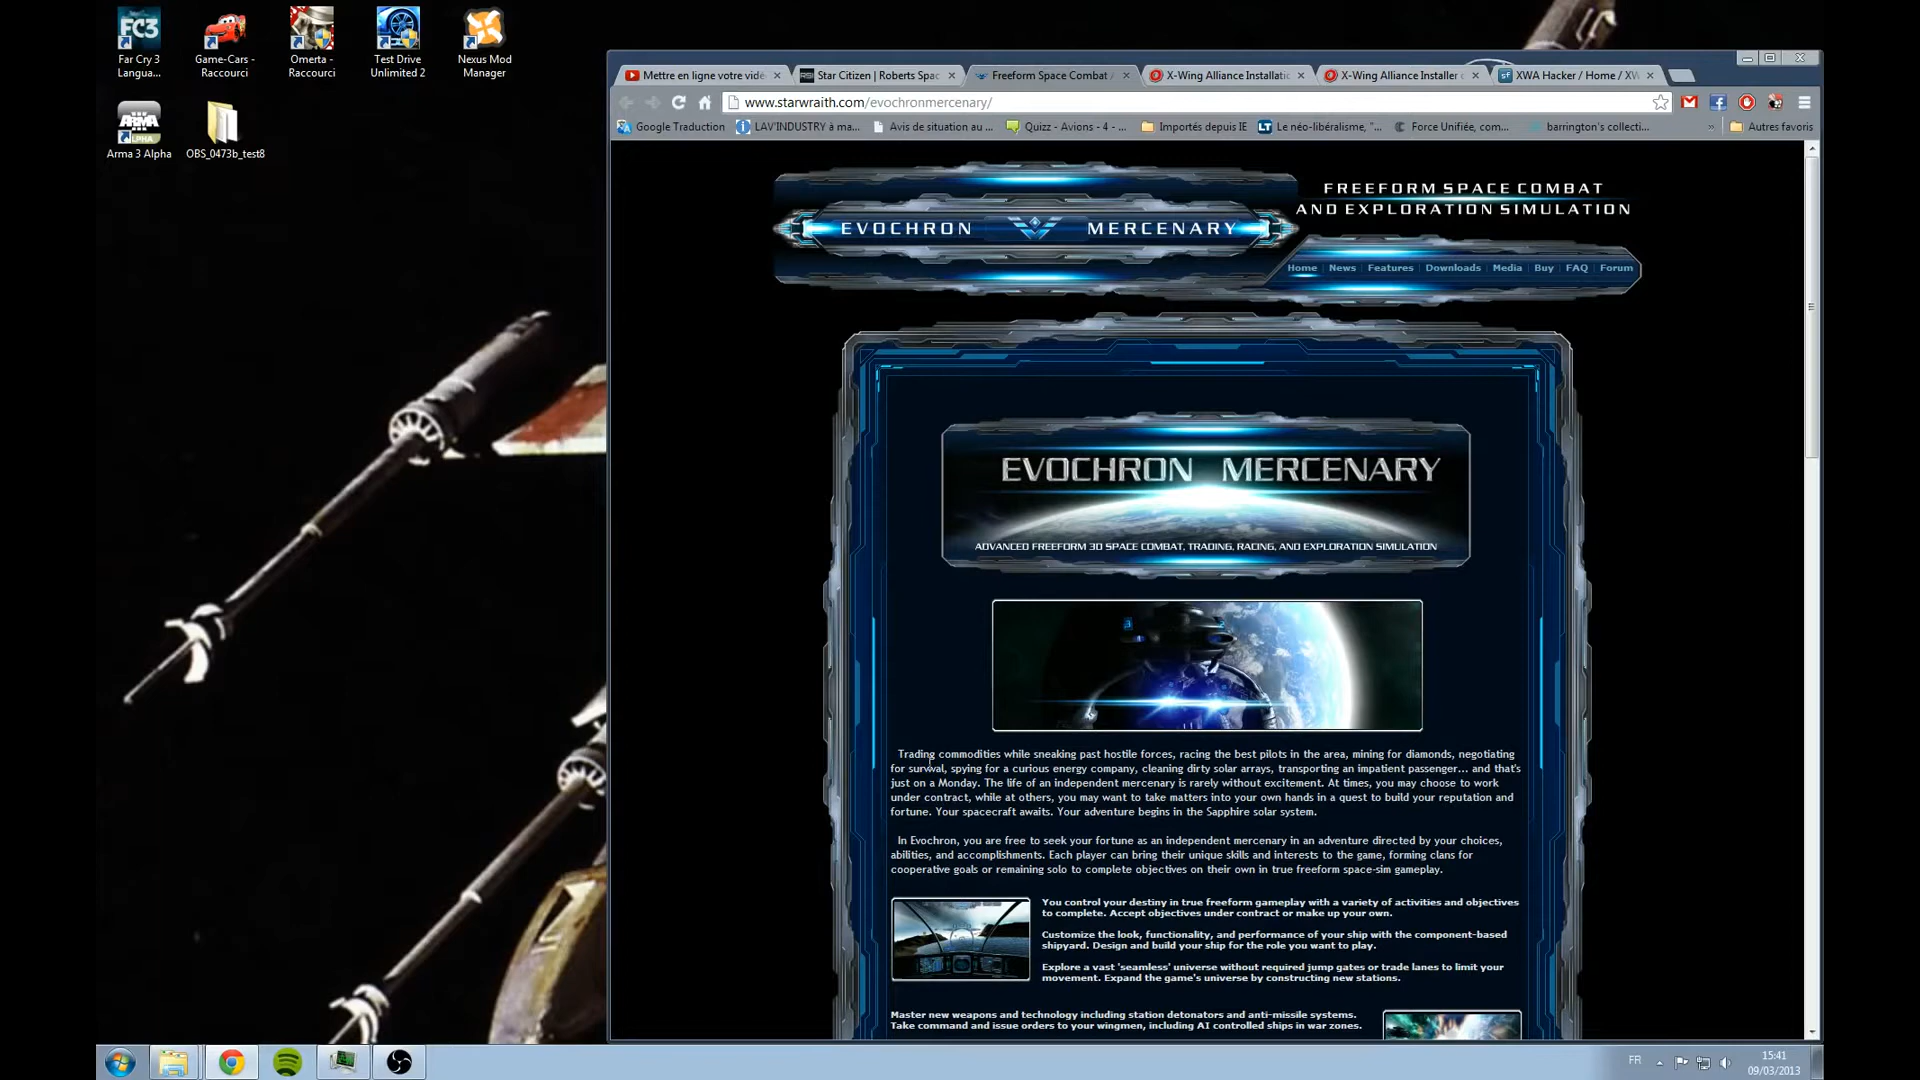 FC3
Far Cry 3
Langua...
Game-Cars -
Raccourci
Omerta -
Raccourci
Test Drive
Unlimited 2
Nexus Mod
Manager
ARMA
ALPHA
Arma 3 Alpha
OBS_0473b_test8
Mettre en ligne votre vidé
Star Citizen | Roberts Spac
Freeform Space Combat
X-Wing Alliance Installatio
X-Wing Alliance Installer c
XWA Hacker / Home / XW
www.starwraith.com/evochronmercenary/
Google Traduction
LAV'INDUSTRY à ma...
Avis de situation au ...
Quizz - Avions - 4 - ...
Importés depuis IE
Le néo-libéralisme, "...
Force Unifiée, com...
barrington's collecti...
»
Autres favoris
EVOCHRON MERCENARY
FREEFORM SPACE COMBAT
AND EXPLORATION SIMULATION
Home | News | Features | Downloads | Media | Buy | FAQ | Forum
EVOCHRON MERCENARY
ADVANCED FREEFORM 3D SPACE COMBAT, TRADING, RACING, AND EXPLORATION SIMULATION
Trading commodities while sneaking past hostile forces, racing the best pilots in the area, mining for diamonds, negotiating
for survival, spying for a curious energy company, cleaning dirty solar arrays, transporting an impatient passenger... and that's
just on a Monday. The life of an independent mercenary is rarely without excitement. At times, you may choose to work
under contract, while at others, you may want to take matters into your own hands in a quest to build your reputation and
fortune. Your spacecraft awaits. Your adventure begins in the Sapphire solar system.
In Evochron, you are free to seek your fortune as an independent mercenary in an adventure directed by your choices,
abilities, and accomplishments. Each player can bring their unique skills and interests to the game, forming clans for
cooperative goals or remaining solo to complete objectives on their own in true freeform space-sim gameplay.
You control your destiny in true freeform gameplay with a variety of activities and objectives
to complete. Accept objectives under contract or make up your own.
Customize the look, functionality, and performance of your ship with the component-based
shipyard. Design and build your ship for the role you want to play.
Explore a vast 'seamless' universe without required jump gates or trade lanes to limit your
movement. Expand the game's universe by constructing new stations.
Master new weapons and technology including station detonators and anti-missile systems.
Take command and issue orders to your wingmen, including AI controlled ships in war zones.
FR
15:41
09/03/2013